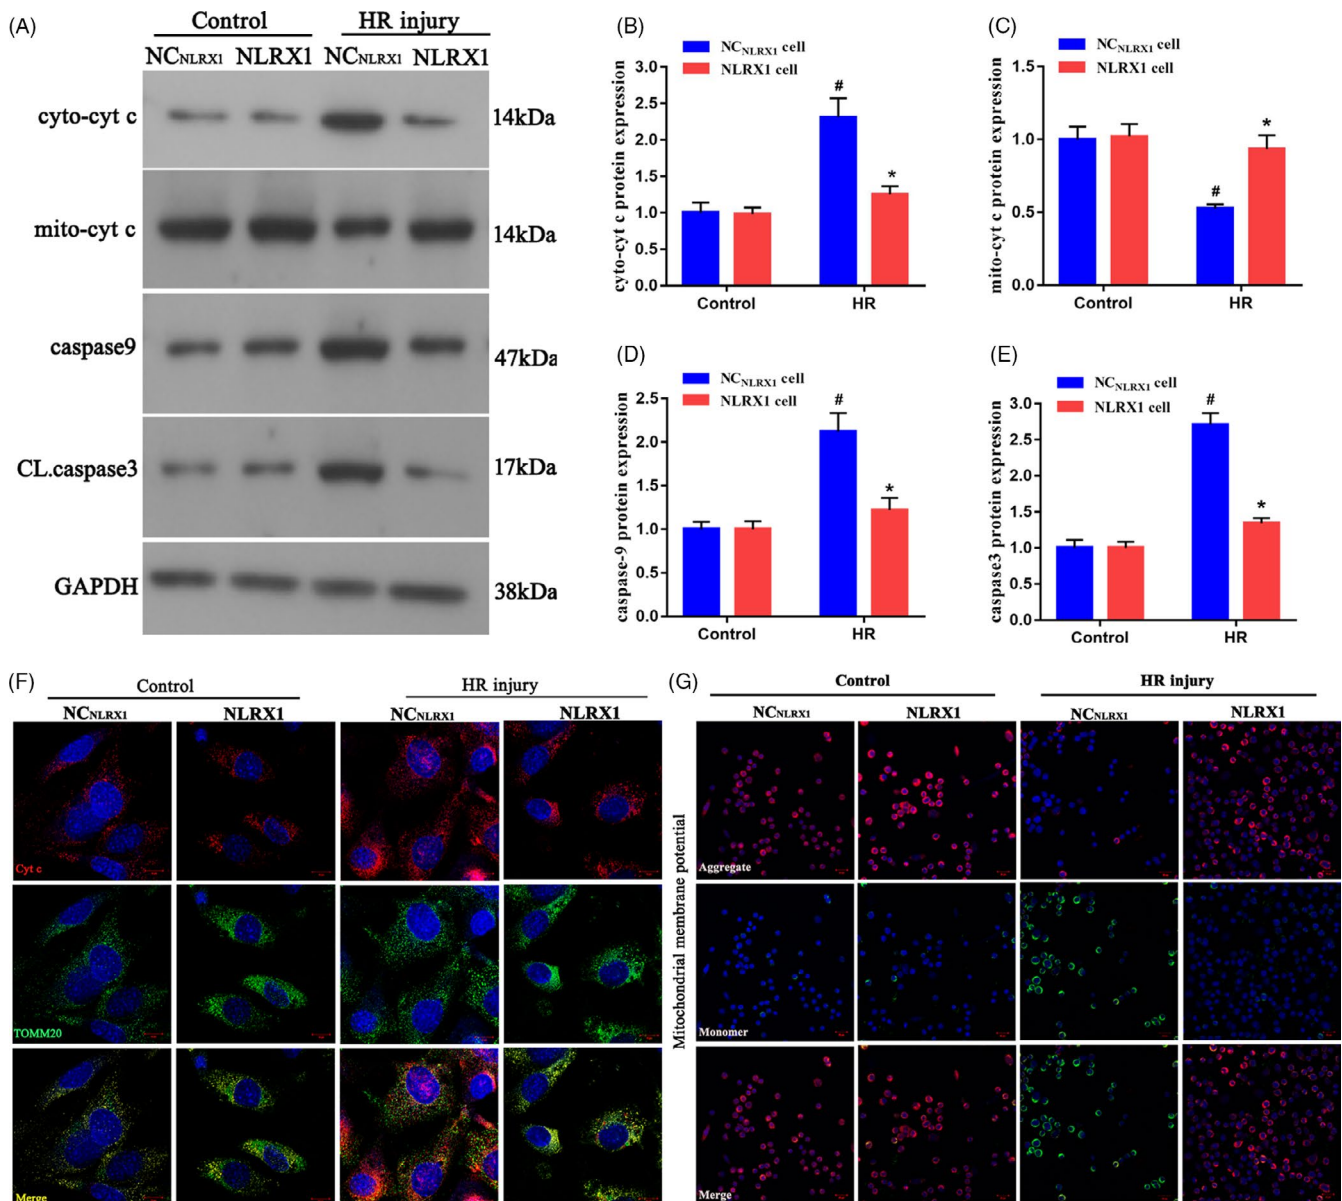 (A)
Control HR injury
NCNLRX1 NLRX1 NCNLRX1 NLRX1
cyto-cyt c 14kDa
mito-cyt c 14kDa
caspase9 47kDa
CL.caspase3 17kDa
GAPDH 38kDa
(B)
NCNLRX1 cell
NLRX1 cell
cyto-cyt c protein expression
3.0
2.5
2.0
1.5
1.0
0.5
0.0
#
*
Control HR
(C)
NCNLRX1 cell
NLRX1 cell
mito-cyt c protein expression
1.5
1.0
0.5
0.0
#
*
Control HR
(D)
NCNLRX1 cell
NLRX1 cell
caspase-9 protein expression
2.5
2.0
1.5
1.0
0.5
0.0
#
*
Control HR
(E)
NCNLRX1 cell
NLRX1 cell
caspase3 protein expression
3.0
2.5
2.0
1.5
1.0
0.5
0.0
#
*
Control HR
(F)
Control HR injury
NCNLRX1 NLRX1 NCNLRX1 NLRX1
Cyt c
TOMM20
Merge
(G)
Control HR injury
NCNLRX1 NLRX1 NCNLRX1 NLRX1
Mitochondrial membrane potential
Aggregate
Monomer
Merge